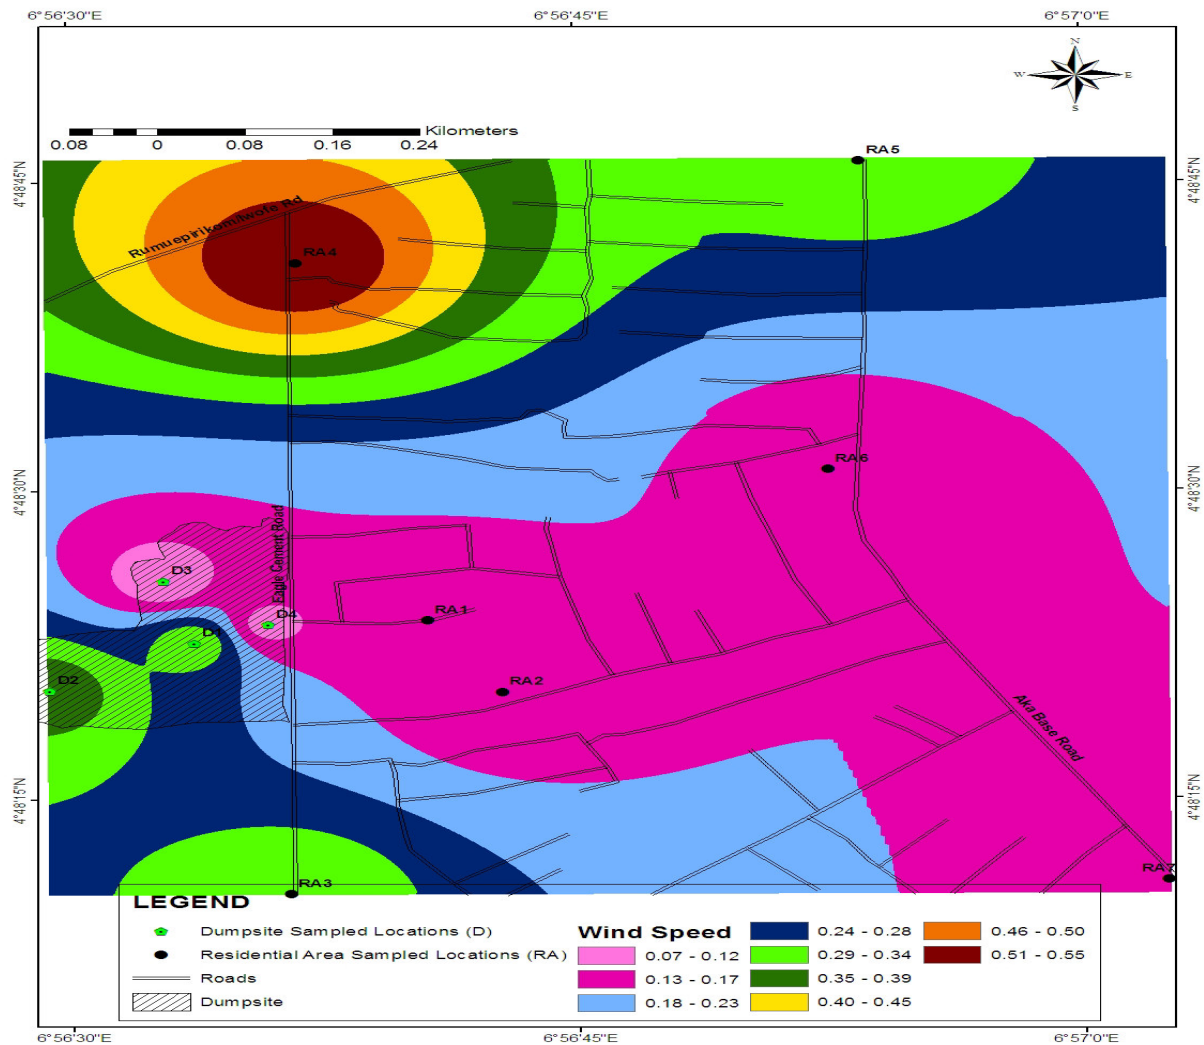 6°56'30"E 6°56'45"E 6°57'0"E
N
W E
S
Kilometers
0.08 0 0.08 0.16 0.24
4°48'45"N 4°48'45"N
RA5
Rumuepirikom/Iwofe Rd
RA4
RA6
4°48'30"N 4°48'30"N
Eagle Cement Road
D3
D4
RA1
D1
D2
RA2
Aka Base Road
4°48'15"N 4°48'15"N
RA7
RA3
LEGEND
Dumpsite Sampled Locations (D)
Residential Area Sampled Locations (RA)
Roads
Dumpsite
Wind Speed
0.07 - 0.12
0.13 - 0.17
0.18 - 0.23
0.24 - 0.28
0.29 - 0.34
0.35 - 0.39
0.40 - 0.45
0.46 - 0.50
0.51 - 0.55
6°56'30"E 6°56'45"E 6°57'0"E